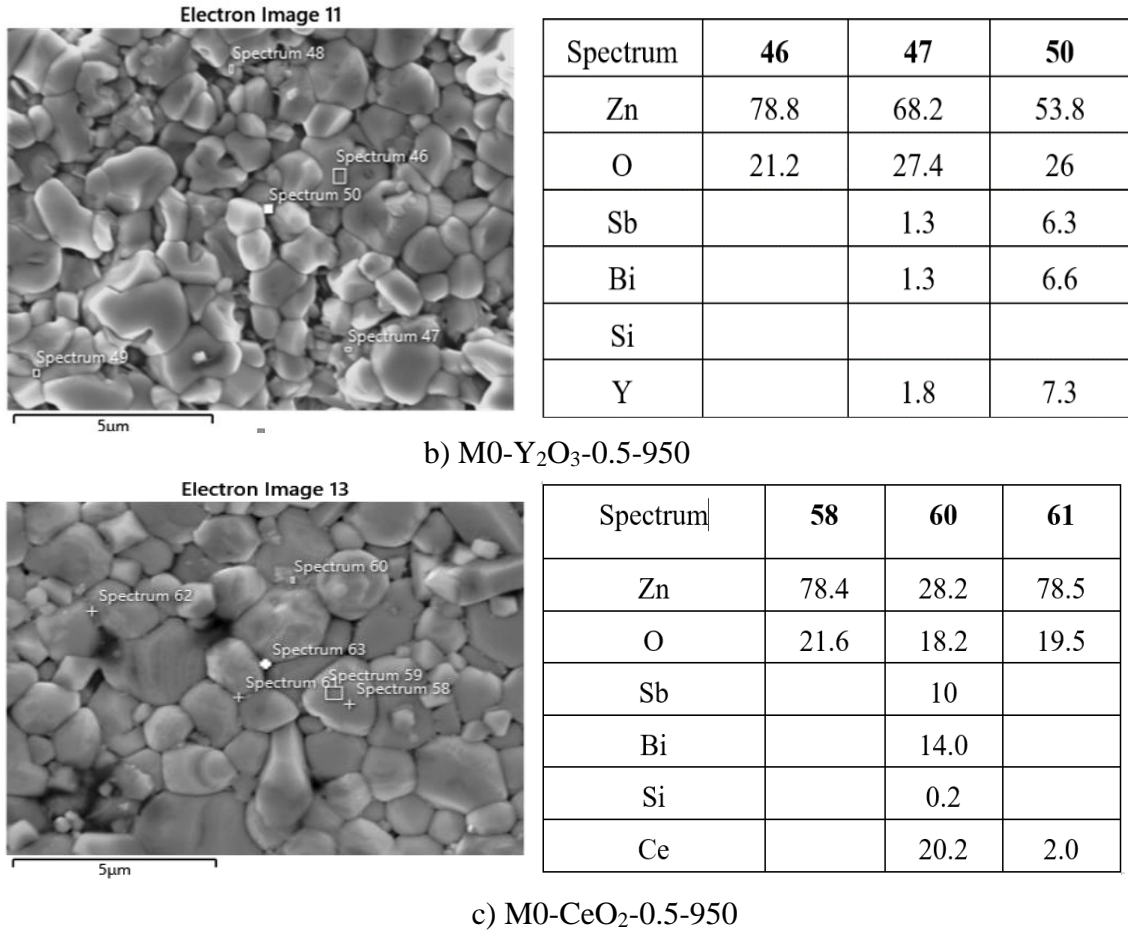 Electron Image 11
Spectrum 48
Spectrum 46
Spectrum 50
Spectrum 47
Spectrum 49
5μm
Spectrum 46 47 50
Zn 78.8 68.2 53.8
O 21.2 27.4 26
Sb 1.3 6.3
Bi 1.3 6.6
Si
Y 1.8 7.3
b) M0-Y₂O₃-0.5-950
Electron Image 13
Spectrum 60
Spectrum 62
Spectrum 63
Spectrum 59
Spectrum 61
Spectrum 58
5μm
Spectrum 58 60 61
Zn 78.4 28.2 78.5
O 21.6 18.2 19.5
Sb 10
Bi 14.0
Si 0.2
Ce 20.2 2.0
c) M0-CeO₂-0.5-950